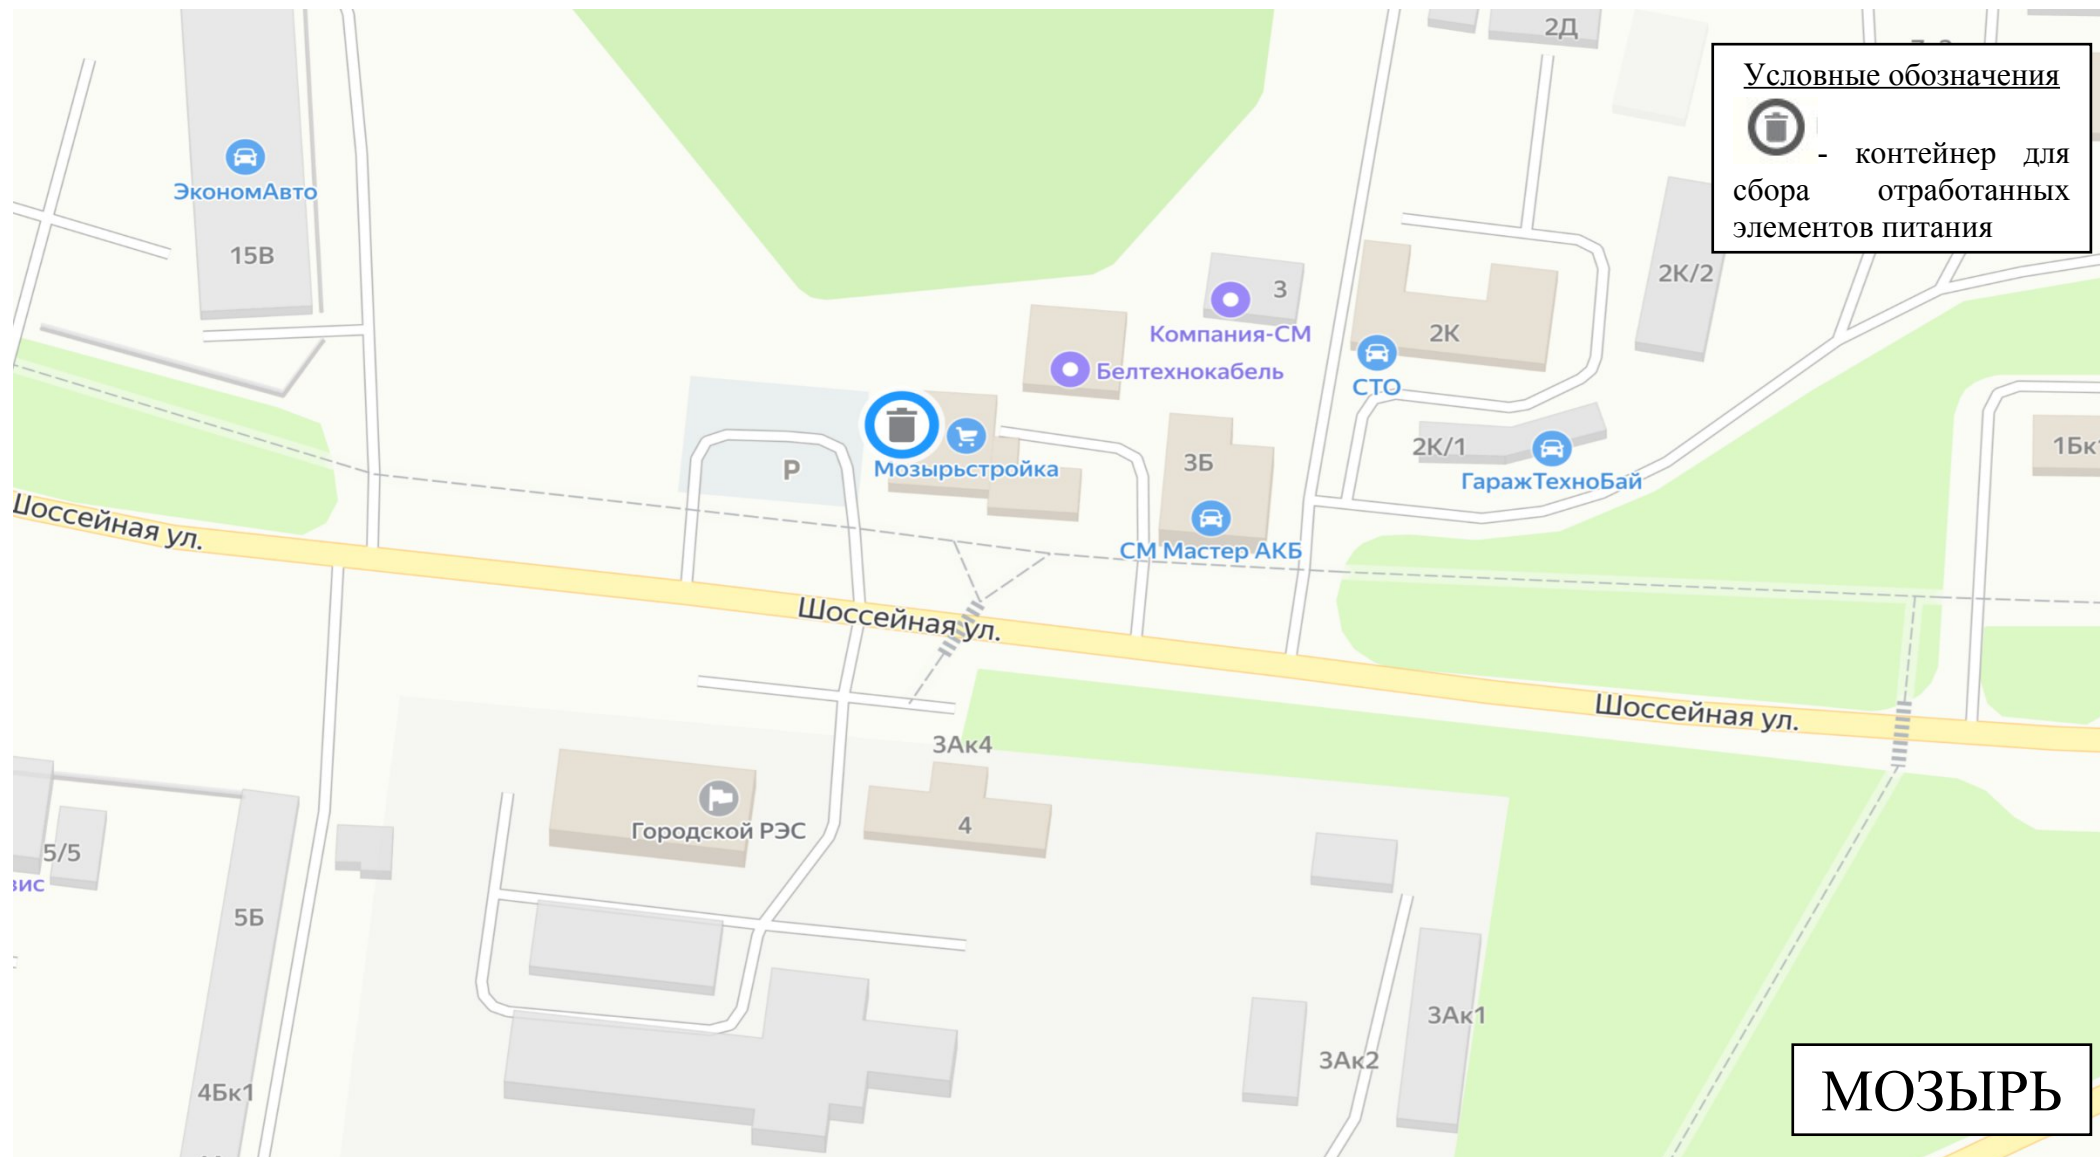 2Д
Условные обозначения
- контейнер для
сбора отработанных
элементов питания
ЭкономАвто
15В
3
2К/2
Компания-СМ
2К
Белтехнокабель
СТО
2К/1
1Бк
P
Мозырьстройка
3Б
ГаражТехноБай
Шоссейная ул.
СМ Мастер АКБ
Шоссейная ул.
Шоссейная ул.
3Ак4
Городской РЭС
4
5/5
вис
5Б
3Ак1
3Ак2
4Бк1
МОЗЫРЬ